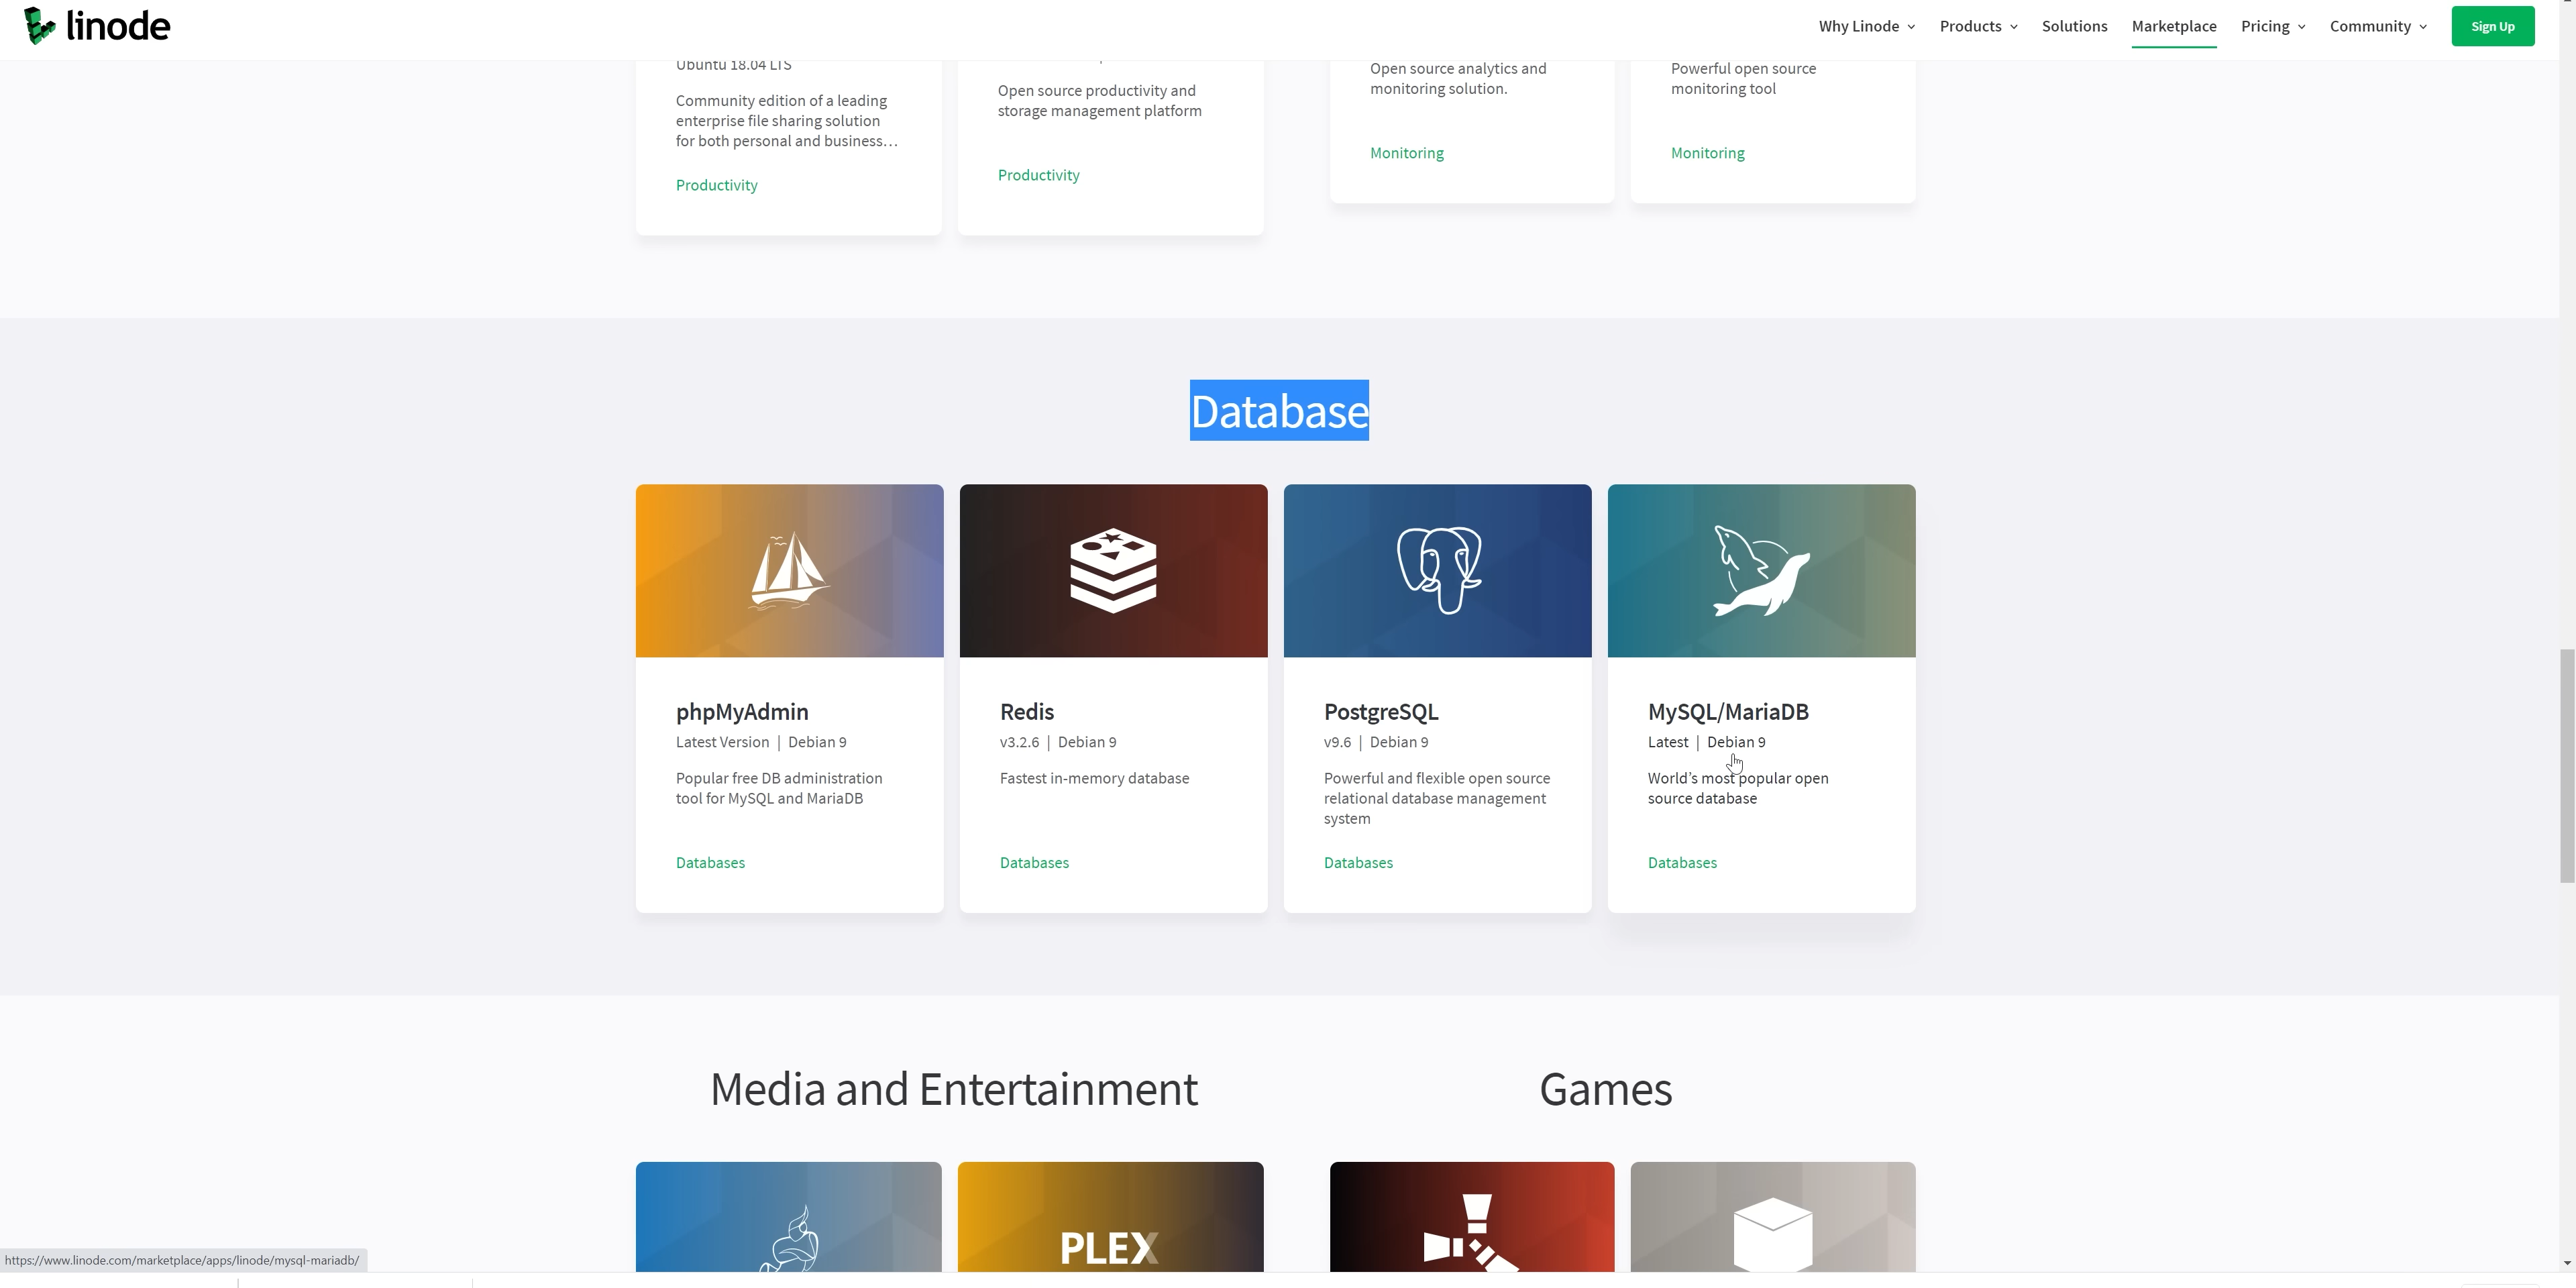 linode
Why Linode
Products
Solutions
Marketplace
Pricing
Community
Sign Up
Ubuntu 18.04 LTS
Community edition of a leading
enterprise file sharing solution
for both personal and business…
Productivity
Open source productivity and
storage management platform
Productivity
Open source analytics and
monitoring solution.
Monitoring
Powerful open source
monitoring tool
Monitoring
Database
phpMyAdmin
Latest Version | Debian 9
Popular free DB administration
tool for MySQL and MariaDB
Databases
Redis
v3.2.6 | Debian 9
Fastest in-memory database
Databases
PostgreSQL
v9.6 | Debian 9
Powerful and flexible open source
relational database management
system
Databases
MySQL/MariaDB
Latest | Debian 9
World’s most popular open
source database
Databases
Media and Entertainment
Games
PLEX
https://www.linode.com/marketplace/apps/linode/mysql-mariadb/